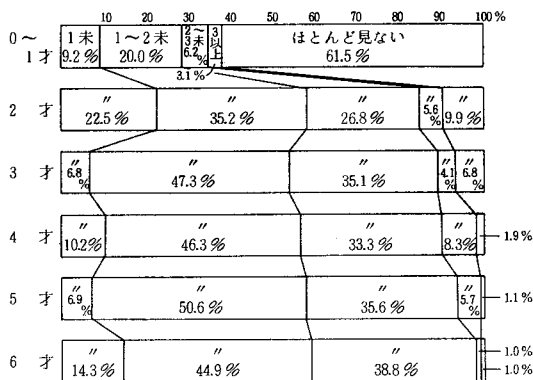 10 20 30 40 50 60 70 80 90 100 %
0～1才
1未 9.2%
1～2未 20.0%
2～3未 6.2%
3以上 3.1%
ほとんど見ない 61.5%
2 才
〃 22.5%
〃 35.2%
〃 26.8%
〃 5.6%
〃 9.9%
3 才
〃 6.8%
〃 47.3%
〃 35.1%
〃 4.1%
〃 6.8%
4 才
〃 10.2%
〃 46.3%
〃 33.3%
〃 8.3%
1.9%
5 才
〃 6.9%
〃 50.6%
〃 35.6%
〃 5.7%
1.1%
6 才
〃 14.3%
〃 44.9%
〃 38.8%
1.0%
1.0%